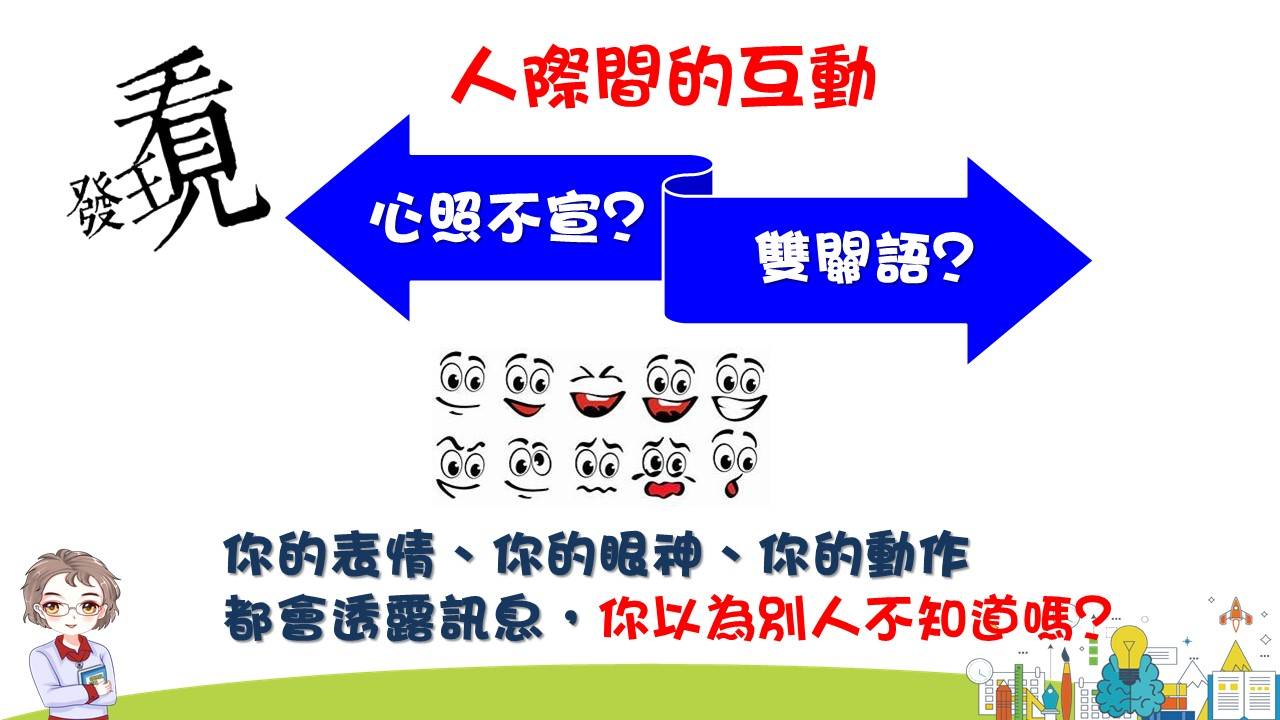 人際間的互動
看
發現
心照不宣?
雙關語?
你的表情、你的眼神、你的動作
都會透露訊息，你以為別人不知道嗎?